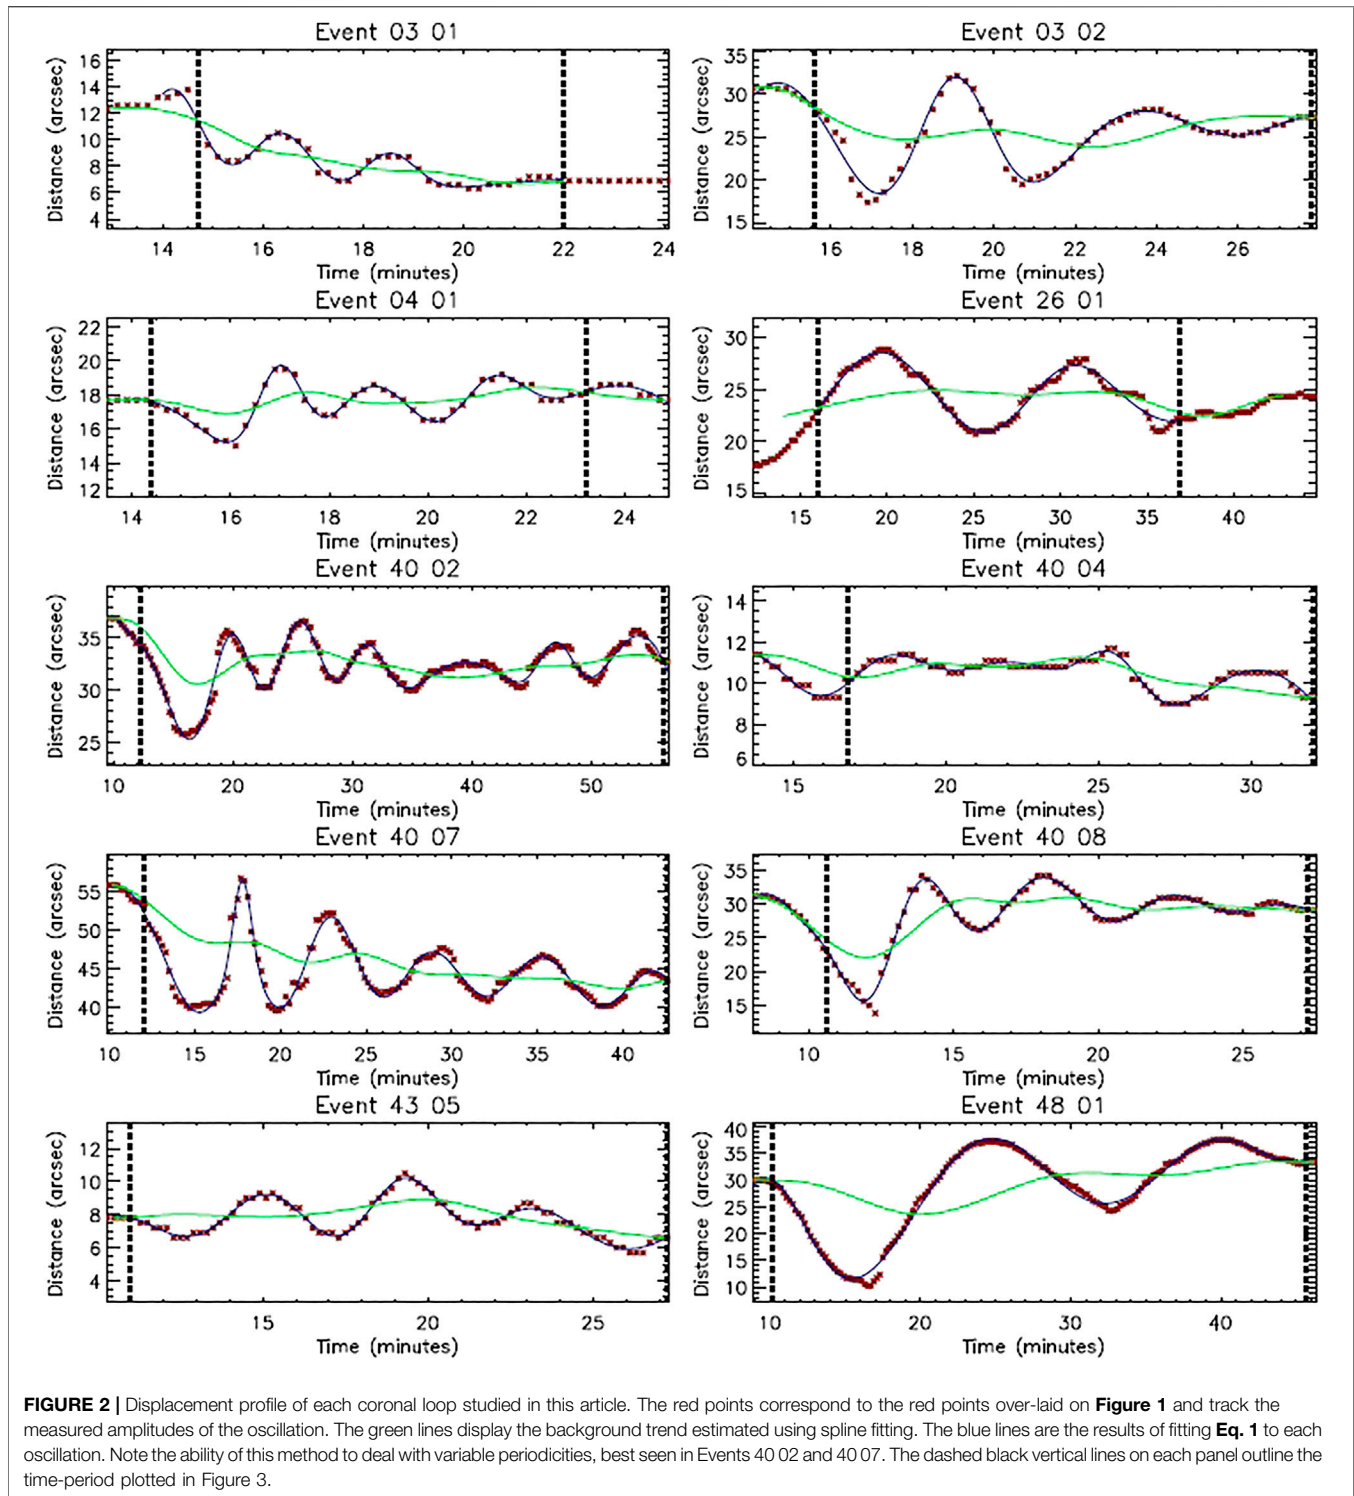 Event 03 01
Distance (arcsec)
16
14
12
10
8
6
4
14 16 18 20 22 24
Time (minutes)
Event 03 02
Distance (arcsec)
35
30
25
20
15
16 18 20 22 24 26
Time (minutes)
Event 04 01
Distance (arcsec)
22
20
18
16
14
12
14 16 18 20 22 24
Time (minutes)
Event 26 01
Distance (arcsec)
30
25
20
15
15 20 25 30 35 40
Time (minutes)
Event 40 02
Distance (arcsec)
35
30
25
10 20 30 40 50
Time (minutes)
Event 40 04
Distance (arcsec)
14
12
10
8
6
15 20 25 30
Time (minutes)
Event 40 07
Distance (arcsec)
55
50
45
40
10 15 20 25 30 35 40
Time (minutes)
Event 40 08
Distance (arcsec)
35
30
25
20
15
10 15 20 25
Time (minutes)
Event 43 05
Distance (arcsec)
12
10
8
6
4
15 20 25
Time (minutes)
Event 48 01
Distance (arcsec)
40
35
30
25
20
15
10
10 20 30 40
Time (minutes)
FIGURE 2 | Displacement profile of each coronal loop studied in this article. The red points correspond to the red points over-laid on Figure 1 and track the
measured amplitudes of the oscillation. The green lines display the background trend estimated using spline fitting. The blue lines are the results of fitting Eq. 1 to each
oscillation. Note the ability of this method to deal with variable periodicities, best seen in Events 40 02 and 40 07. The dashed black vertical lines on each panel outline the
time-period plotted in Figure 3.